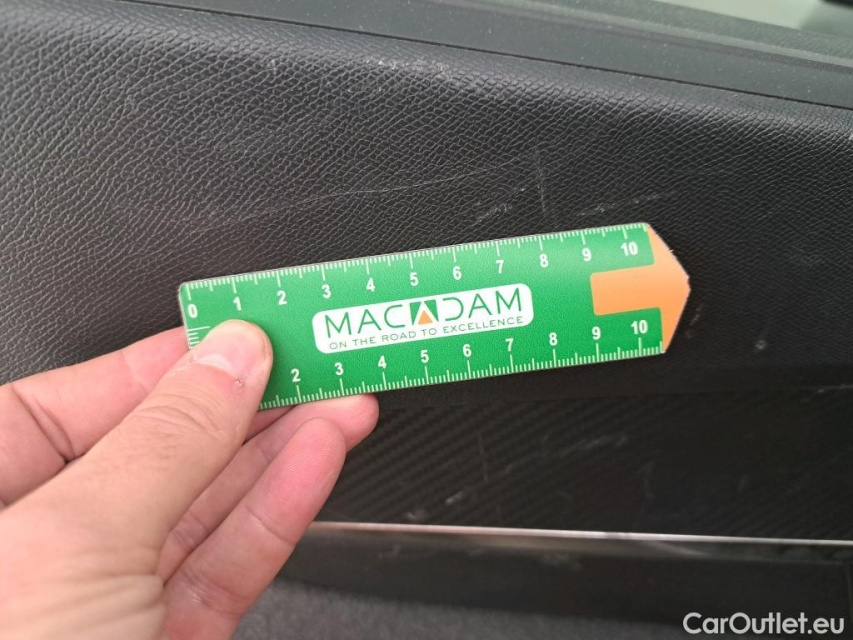 0 1 2 3 4 5 6 7 8 9 10
MACADAM
ON THE ROAD TO EXCELLENCE
2 3 4 5 6 7 8 9 10
CarOutlet.eu